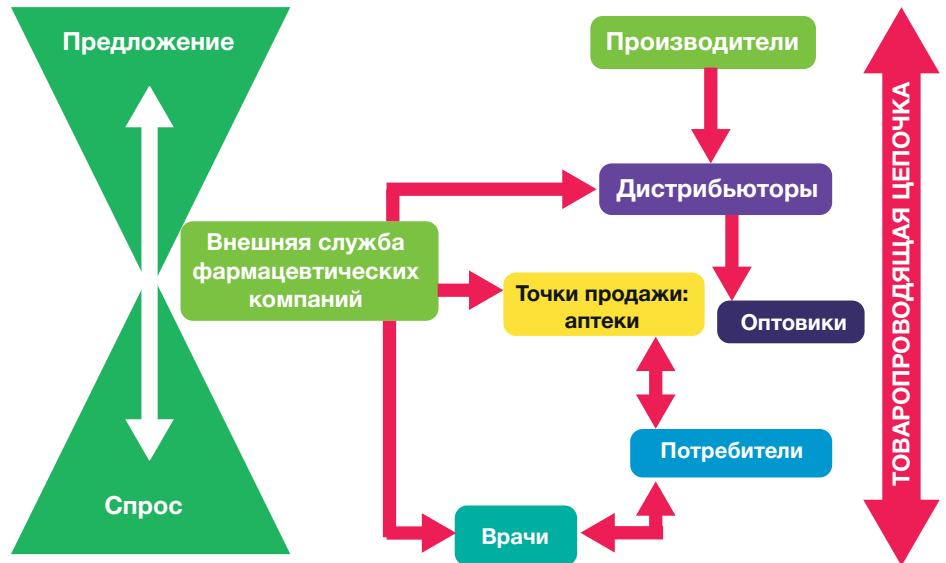 Предложение
Производители
Дистрибьюторы
Внешняя служба
фармацевтических
компаний
Точки продажи:
аптеки
Оптовики
Потребители
Спрос
Врачи
ТОВАРОПРОВОДЯЩАЯ ЦЕПОЧКА